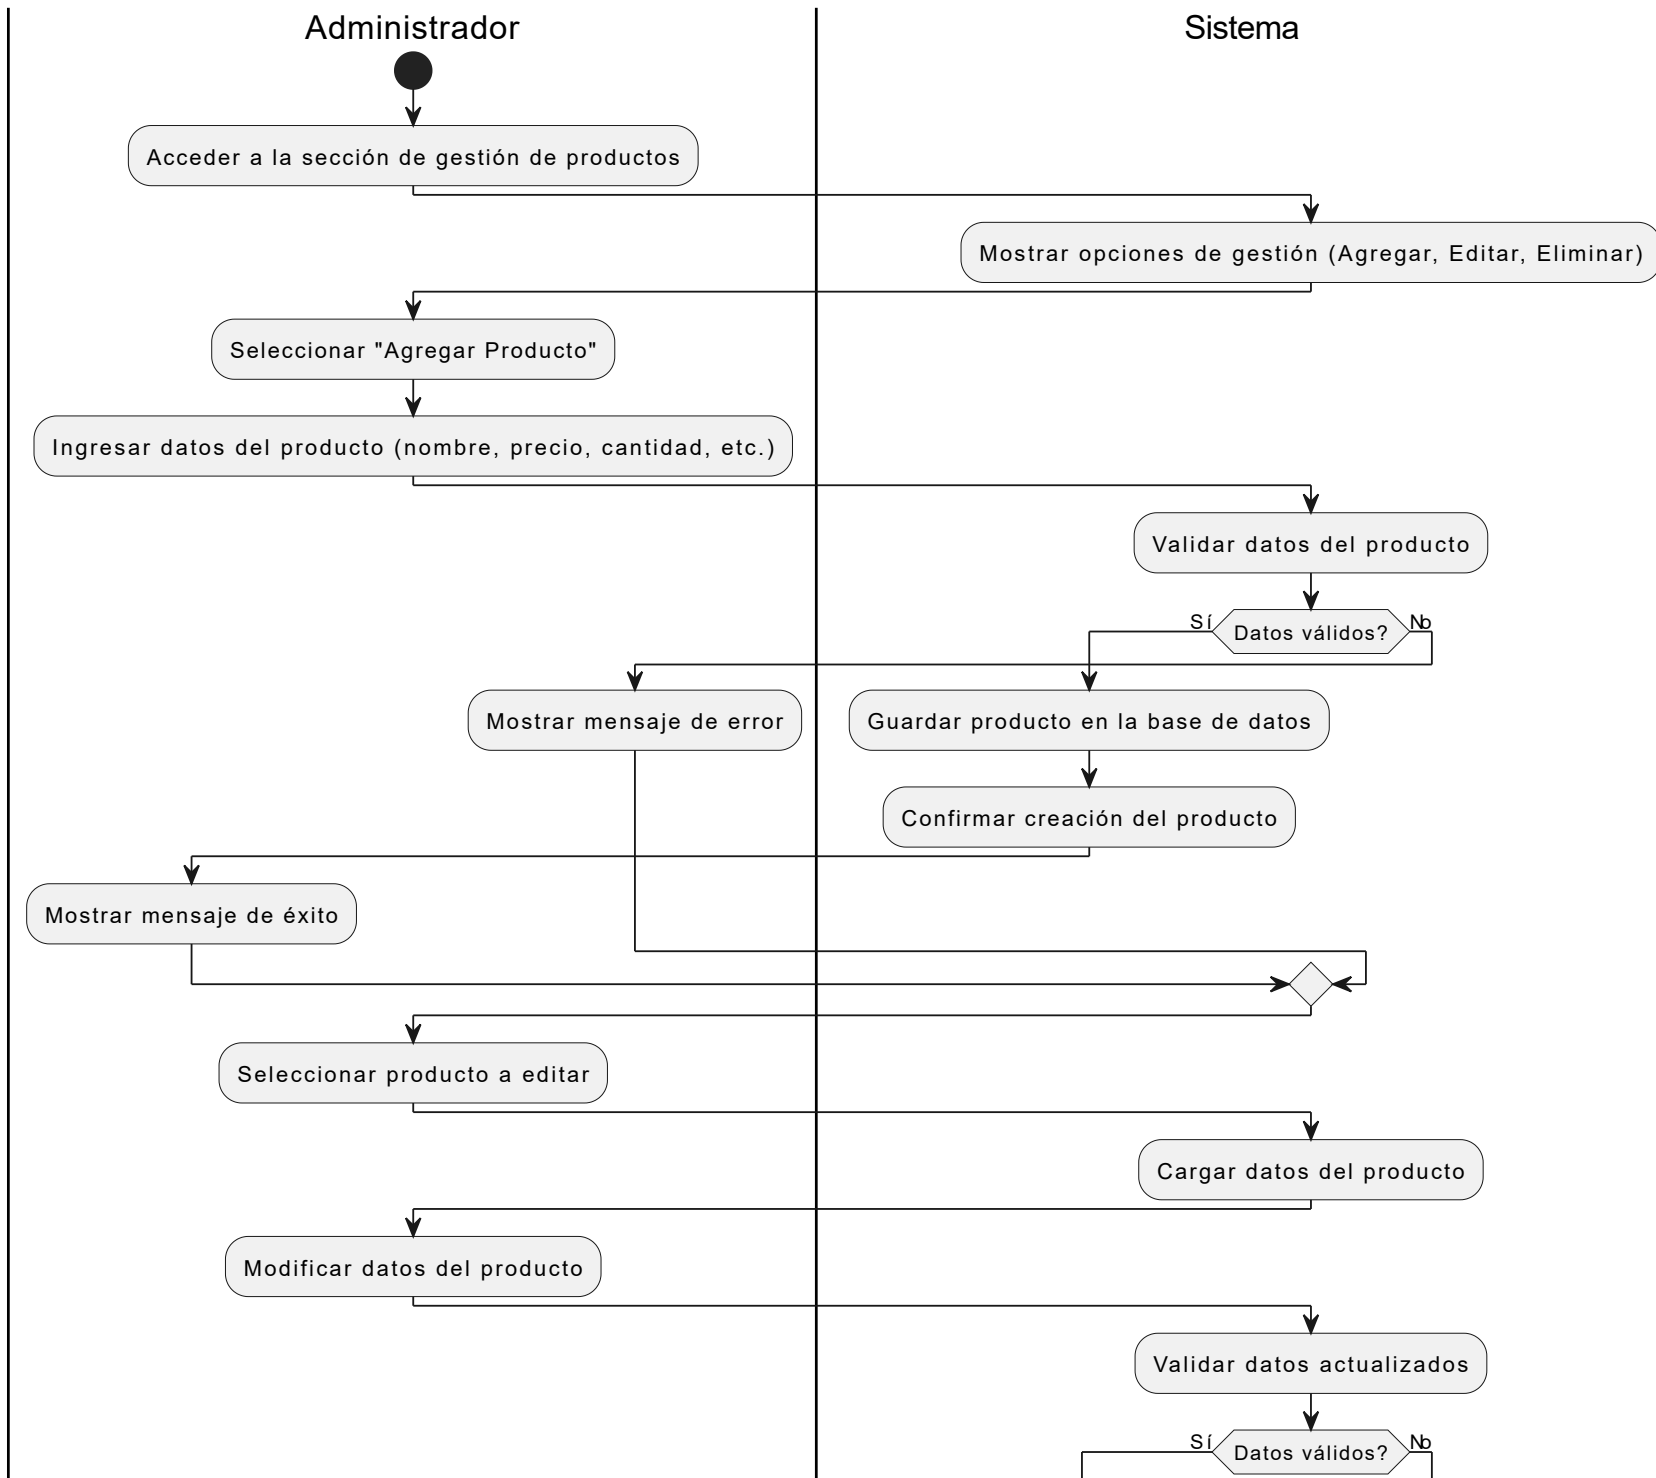 Administrador
Sistema
Acceder a la sección de gestión de productos
Mostrar opciones de gestión (Agregar, Editar, Eliminar)
Seleccionar "Agregar Producto"
Ingresar datos del producto (nombre, precio, cantidad, etc.)
Validar datos del producto
Sí
Datos válidos?
No
Mostrar mensaje de error
Guardar producto en la base de datos
Confirmar creación del producto
Mostrar mensaje de éxito
Seleccionar producto a editar
Cargar datos del producto
Modificar datos del producto
Validar datos actualizados
Sí
Datos válidos?
No